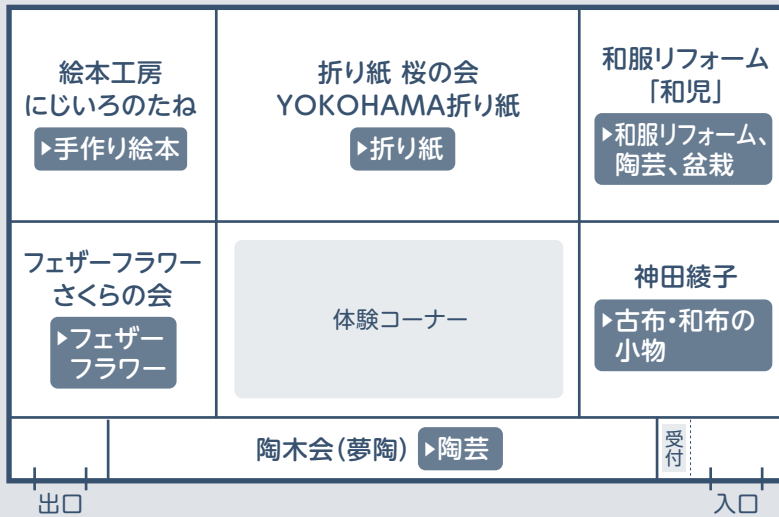 絵本工房
にじいろのたね
▶手作り絵本
折り紙 桜の会
YOKOHAMA折り紙
▶折り紙
和服リフォーム
「和児」
▶和服リフォーム、
陶芸、盆栽
フェザーフラワー
さくらの会
▶フェザー
フラワー
体験コーナー
神田綾子
▶古布・和布の
小物
陶木会(夢陶) ▶陶芸
受付
出口
入口